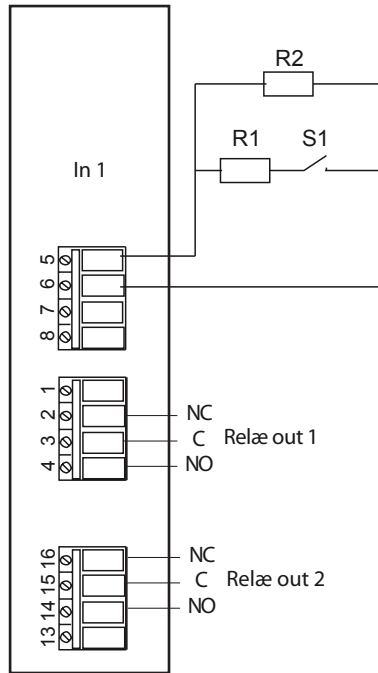 R2
R1 S1
In 1
5
6
7
8
1
2 NC
3 C Relæ out 1
4 NO
16 NC
15 C Relæ out 2
14 NO
13